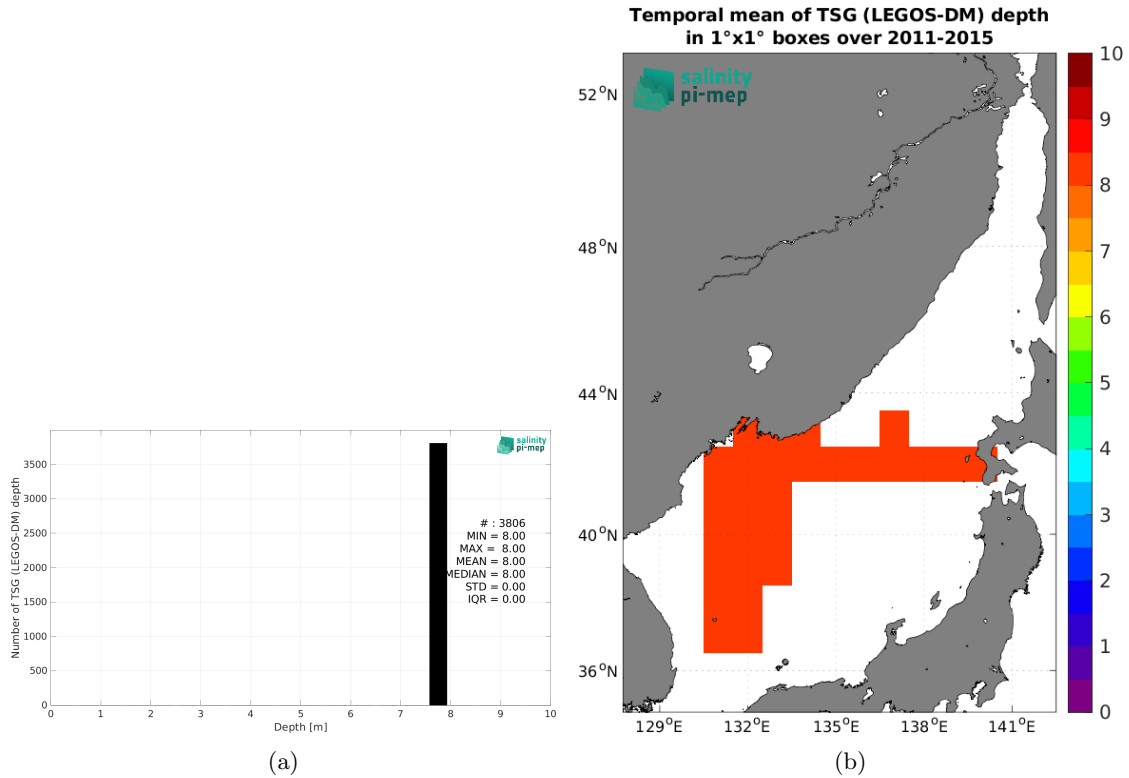 Temporal mean of TSG (LEGOS-DM) depth
in 1°x1° boxes over 2011-2015
salinity
pi-mep
52°N
48°N
44°N
40°N
36°N
129°E
132°E
135°E
138°E
141°E
10
9
8
7
6
5
4
3
2
1
0
salinity
pi-mep
Number of TSG (LEGOS-DM) depth
3500
3000
2500
2000
1500
1000
500
0
# : 3806
MIN = 8.00
MAX = 8.00
MEAN = 8.00
MEDIAN = 8.00
STD = 0.00
IQR = 0.00
0 1 2 3 4 5 6 7 8 9 10
Depth [m]
(a)
(b)